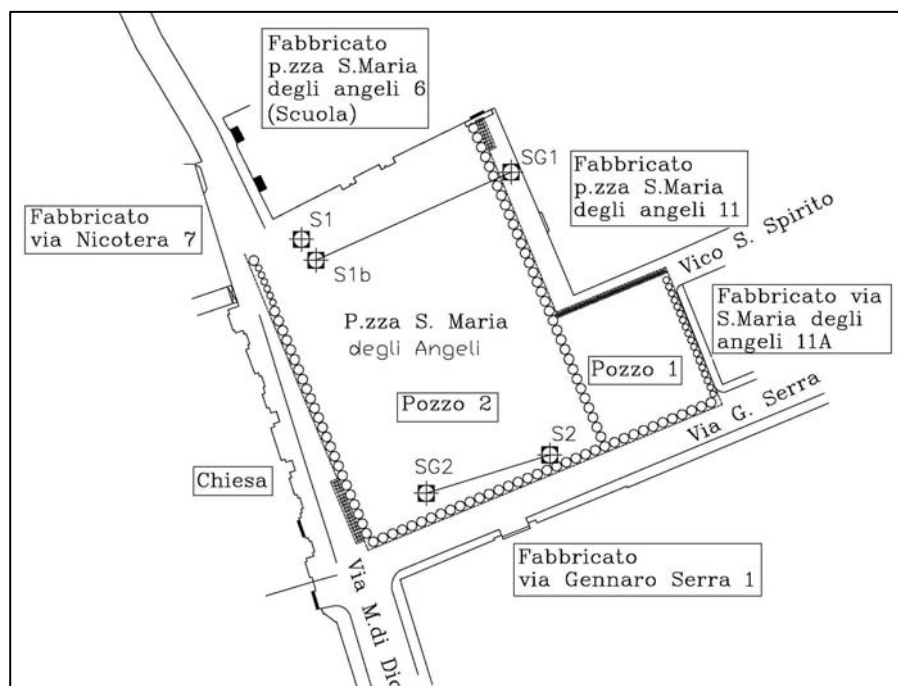 Fabbricato
p.zza S.Maria
degli angeli 6
(Scuola)
SG1
Fabbricato
p.zza S.Maria
degli angeli 11
Fabbricato
via Nicotera 7
S1
S1b
Vico S. Spirito
Fabbricato via
S.Maria degli
angeli 11A
P.zza S. Maria
degli Angeli
Pozzo 1
Pozzo 2
Via G. Serra
S2
SG2
Chiesa
Fabbricato
via Gennaro Serra 1
Via M.di Dio